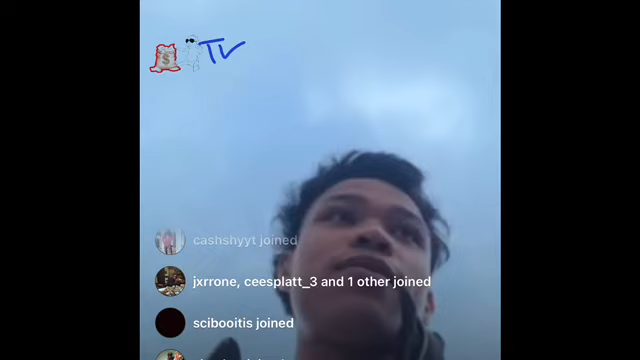 TV
cashshyyt joined
jxrrone, ceesplatt_3 and 1 other joined
scibooitis joined